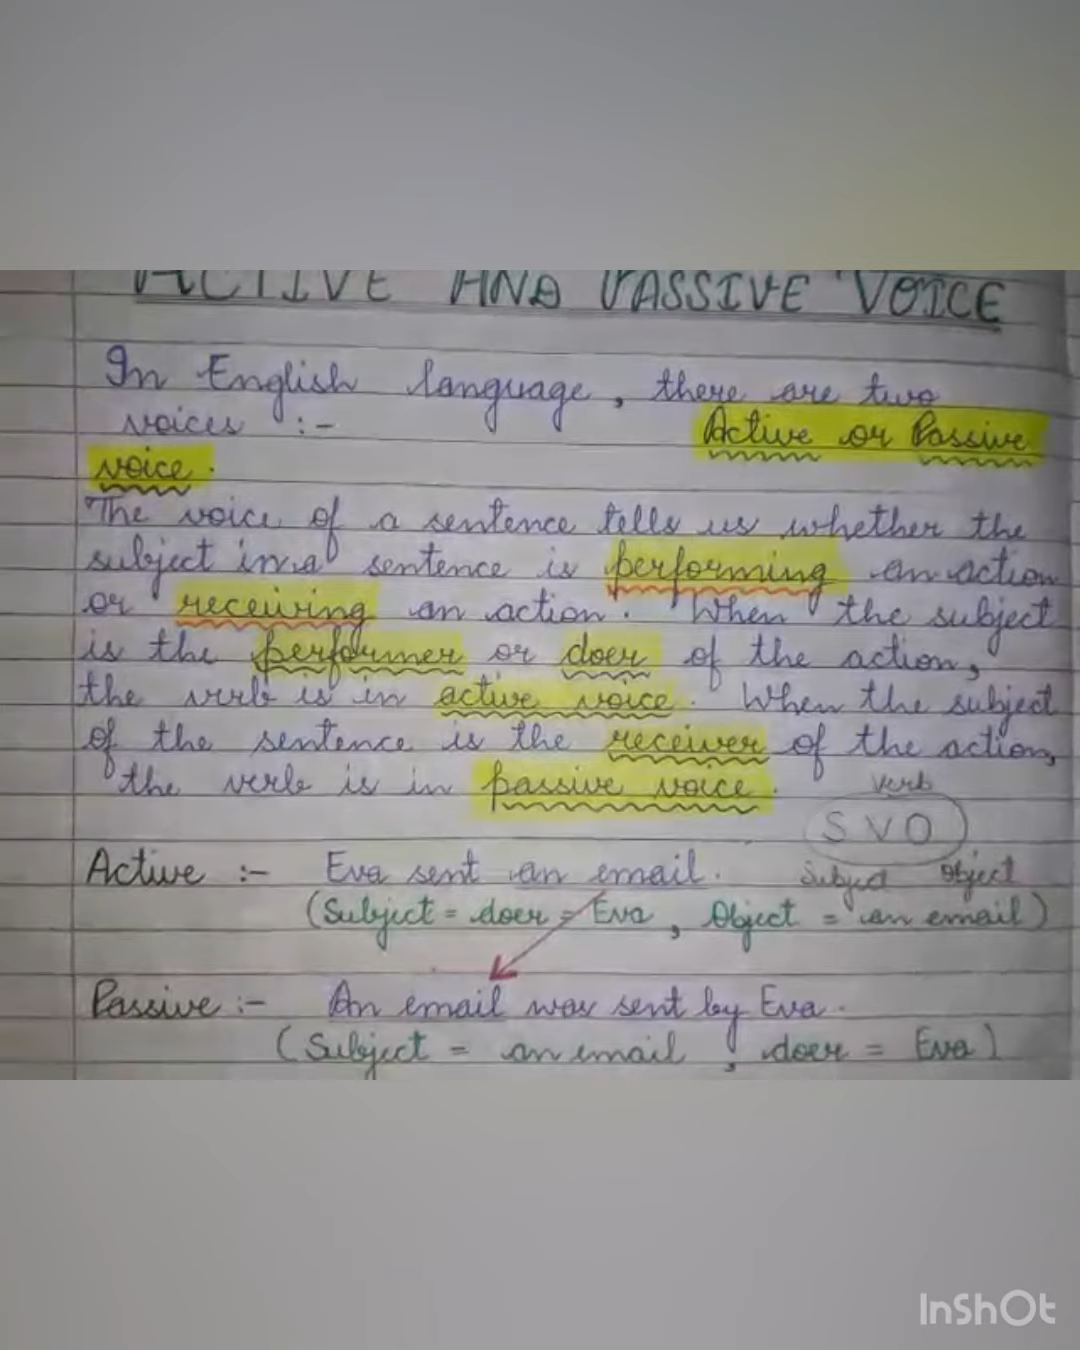 ACTIVE AND PASSIVE VOICE
In English language, there are two
voices :- Active or Passive
voice.
The voice of a sentence tells us whether the
subject in a sentence is performing an action
or receiving an action. When the subject
is the performer or doer of the action,
the verb is in active voice. When the subject
of the sentence is the receiver of the action,
the verb is in passive voice.
verb
SVO
Subject Object
Active :- Eva sent an email.
(Subject = doer = Eva, Object = an email)
Passive :- An email was sent by Eva.
(Subject = an email, doer = Eva)
InShOt